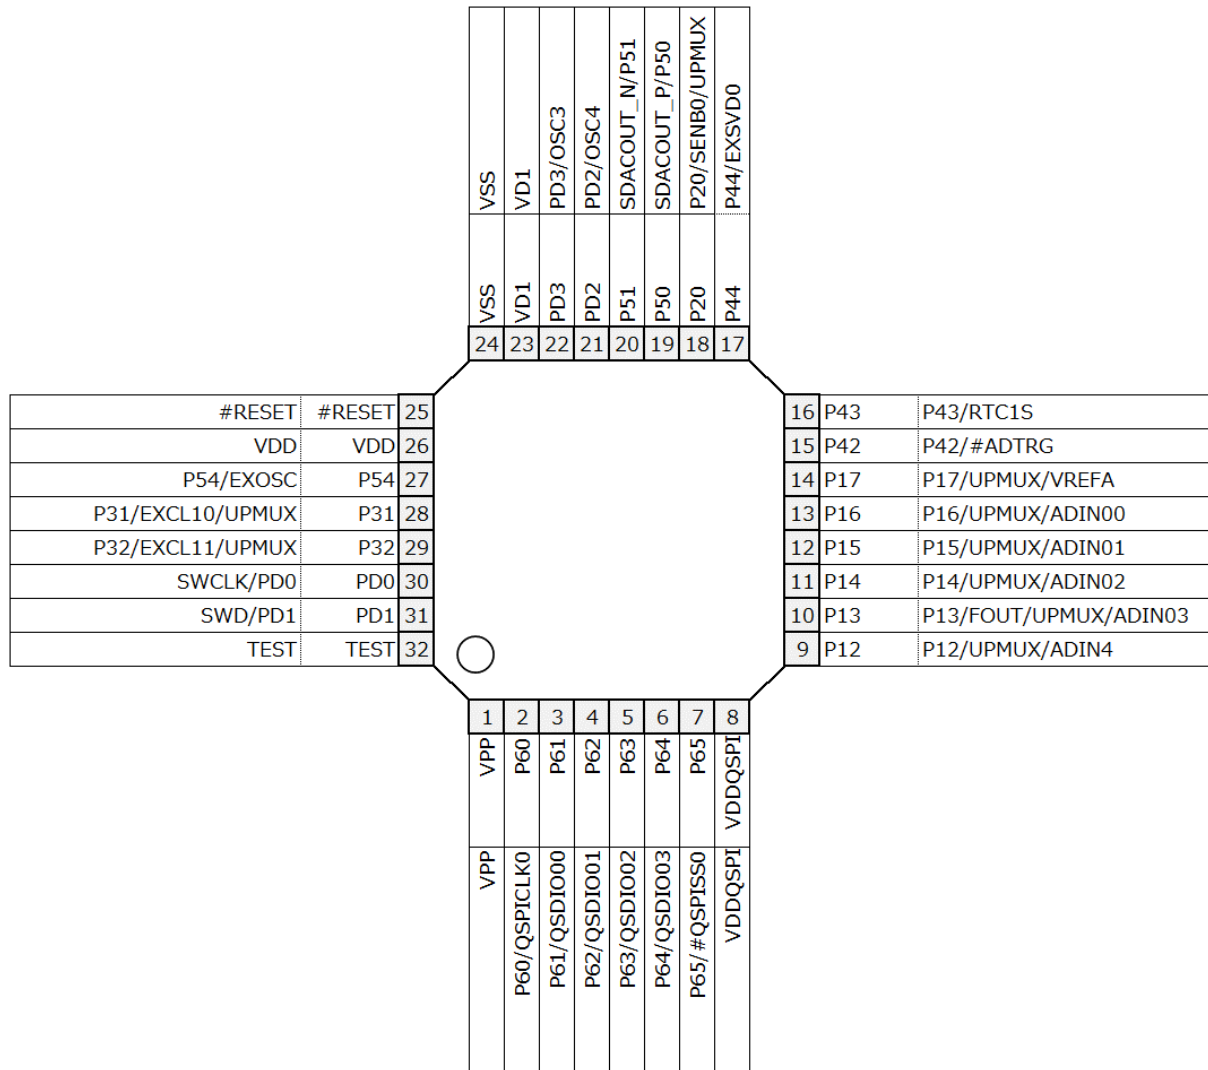 VSS VD1 PD3/OSC3 PD2/OSC4 SDACOUT_N/P51 SDACOUT_P/P50 P20/SENB0/UPMUX P44/EXSVD0
VSS VD1 PD3 PD2 P51 P50 P20 P44
24 23 22 21 20 19 18 17
#RESET #RESET 25
VDD VDD 26
P54/EXOSC P54 27
P31/EXCL10/UPMUX P31 28
P32/EXCL11/UPMUX P32 29
SWCLK/PD0 PD0 30
SWD/PD1 PD1 31
TEST TEST 32
16 P43 P43/RTC1S
15 P42 P42/#ADTRG
14 P17 P17/UPMUX/VREFA
13 P16 P16/UPMUX/ADIN00
12 P15 P15/UPMUX/ADIN01
11 P14 P14/UPMUX/ADIN02
10 P13 P13/FOUT/UPMUX/ADIN03
9 P12 P12/UPMUX/ADIN4
1 2 3 4 5 6 7 8
VPP P60 P61 P62 P63 P64 P65 VDDQSPI
VPP P60/QSPICLK0 P61/QSDIO00 P62/QSDIO01 P63/QSDIO02 P64/QSDIO03 P65/#QSPISS0 VDDQSPI